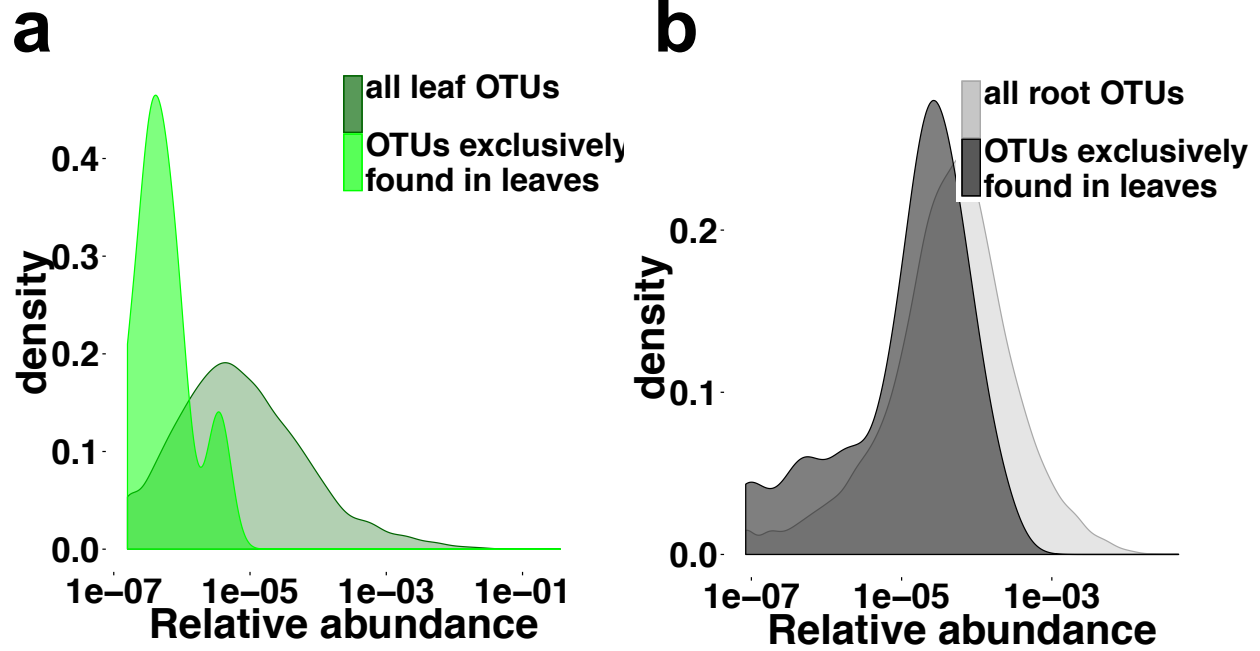 a
all leaf OTUs
OTUs exclusively
found in leaves
0.4
0.3
0.2
0.1
0.0
density
1e−07 1e−05 1e−03 1e−01
Relative abundance
b
all root OTUs
OTUs exclusively
found in leaves
0.2
0.1
0.0
density
1e−07 1e−05 1e−03
Relative abundance